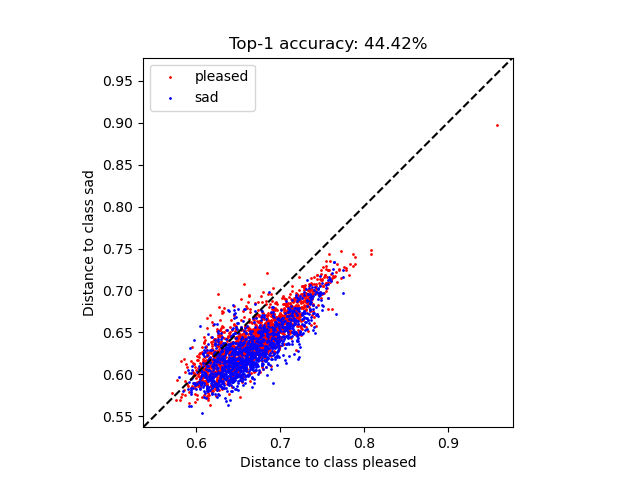 Top-1 accuracy: 44.42%
pleased
sad
Distance to class sad
0.95
0.90
0.85
0.80
0.75
0.70
0.65
0.60
0.55
0.6 0.7 0.8 0.9
Distance to class pleased